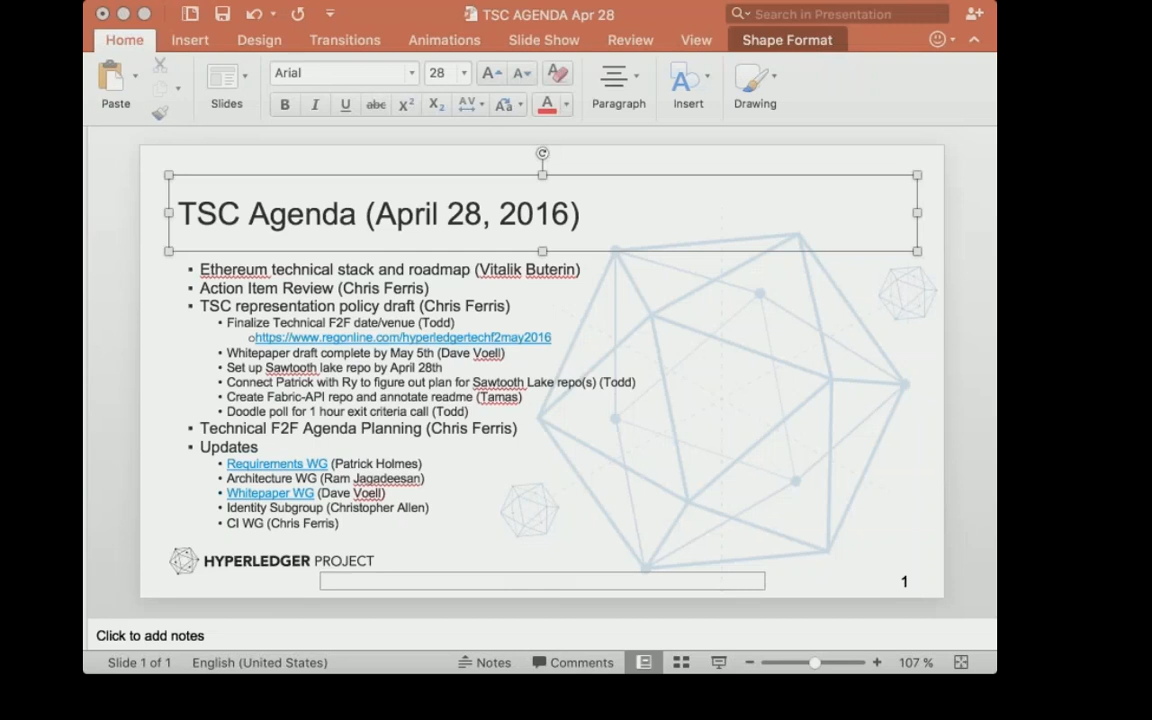 TSC AGENDA Apr 28
Search in Presentation
Home Insert Design Transitions Animations Slide Show Review View Shape Format
Arial 28 A A A
Paste Slides B I U abc X2 X2 AV Aa A Paragraph Insert Drawing
TSC Agenda (April 28, 2016)
▪ Ethereum technical stack and roadmap (Vitalik Buterin)
▪ Action Item Review (Chris Ferris)
▪ TSC representation policy draft (Chris Ferris)
• Finalize Technical F2F date/venue (Todd)
○https://www.regonline.com/hyperledgertechf2may2016
• Whitepaper draft complete by May 5th (Dave Voell)
• Set up Sawtooth lake repo by April 28th
• Connect Patrick with Ry to figure out plan for Sawtooth Lake repo(s) (Todd)
• Create Fabric-API repo and annotate readme (Tamas)
• Doodle poll for 1 hour exit criteria call (Todd)
▪ Technical F2F Agenda Planning (Chris Ferris)
▪ Updates
• Requirements WG (Patrick Holmes)
• Architecture WG (Ram Jagadeesan)
• Whitepaper WG (Dave Voell)
• Identity Subgroup (Christopher Allen)
• CI WG (Chris Ferris)
HYPERLEDGER PROJECT
1
Click to add notes
Slide 1 of 1 English (United States) Notes Comments 107 %